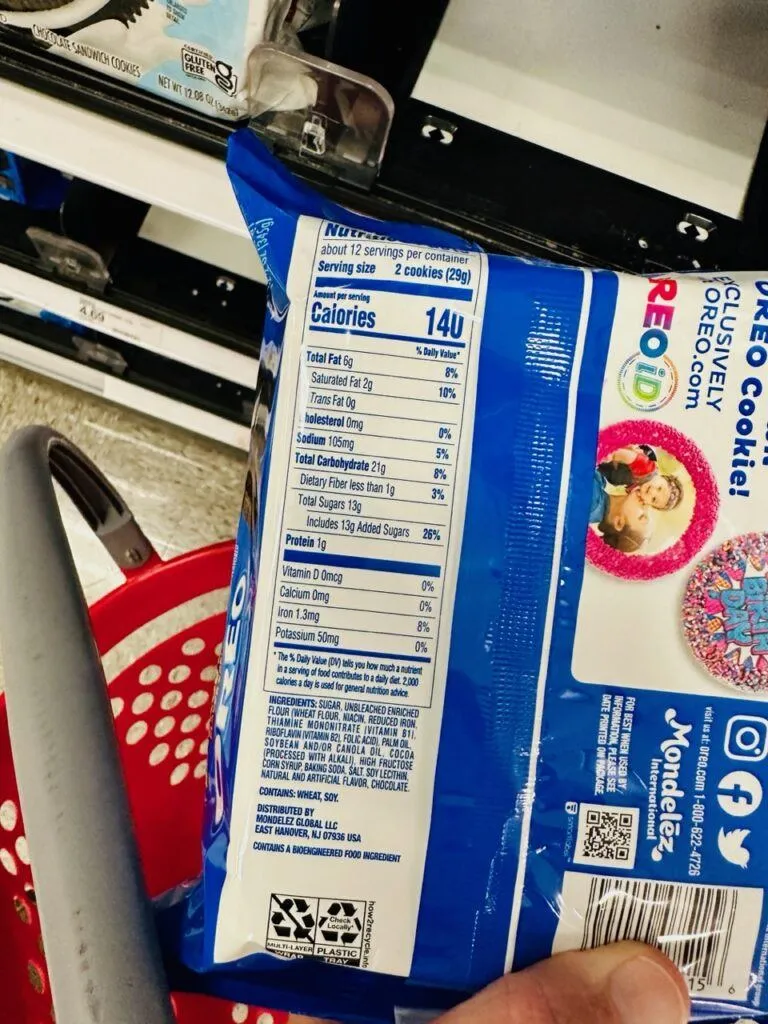 CHOCOLATE SANDWICH COOKIES
CERTIFIED
GLUTEN
FREE
NET WT 12.08 OZ (342g)
4.69
about 12 servings per container
Serving size 2 cookies (29g)
Amount per serving
Calories 140
% Daily Value*
Total Fat 6g 8%
Saturated Fat 2g 10%
Trans Fat 0g
holesterol 0mg 0%
Sodium 105mg 5%
Total Carbohydrate 21g 8%
Dietary Fiber less than 1g 3%
Total Sugars 13g
Includes 13g Added Sugars 26%
Protein 1g
Vitamin D 0mcg 0%
Calcium 0mg 0%
Iron 1.3mg 8%
Potassium 50mg 0%
*The % Daily Value (DV) tells you how much a nutrient
in a serving of food contributes to a daily diet. 2,000
calories a day is used for general nutrition advice.
INGREDIENTS: SUGAR, UNBLEACHED ENRICHED
FLOUR (WHEAT FLOUR, NIACIN, REDUCED IRON,
THIAMINE MONONITRATE {VITAMIN B1},
RIBOFLAVIN {VITAMIN B2}, FOLIC ACID), PALM OIL,
SOYBEAN AND/OR CANOLA OIL, COCOA
(PROCESSED WITH ALKALI), HIGH FRUCTOSE
CORN SYRUP, BAKING SODA, SALT, SOY LECITHIN,
NATURAL AND ARTIFICIAL FLAVOR, CHOCOLATE.
CONTAINS: WHEAT, SOY.
DISTRIBUTED BY
MONDELEZ GLOBAL LLC
EAST HANOVER, NJ 07936 USA
CONTAINS A BIOENGINEERED FOOD INGREDIENT
Check
Locally*
MULTI-LAYER PLASTIC
WRAP TRAY
how2recycle.info
OREO Cookie!
EXCLUSIVELY
OREO.com
REO iD
FOR BEST WHEN USED BY/
INFORMATION, PLEASE SEE
DATE PRINTED ON PACKAGE
Mondelēz
International
visit us at: oreo.com 1-800-622-4726
smartlabel
15 6